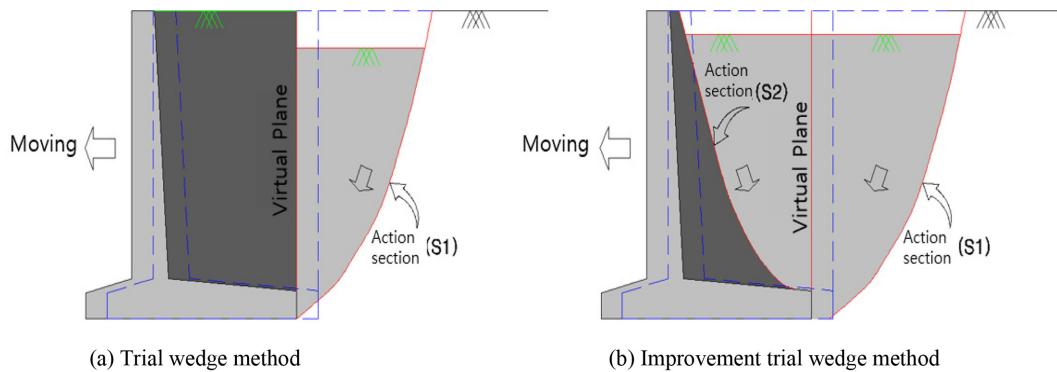 Moving
Virtual Plane
Action
section
(S1)
(a) Trial wedge method
Moving
Action
section
(S2)
Virtual Plane
Action
section
(S1)
(b) Improvement trial wedge method